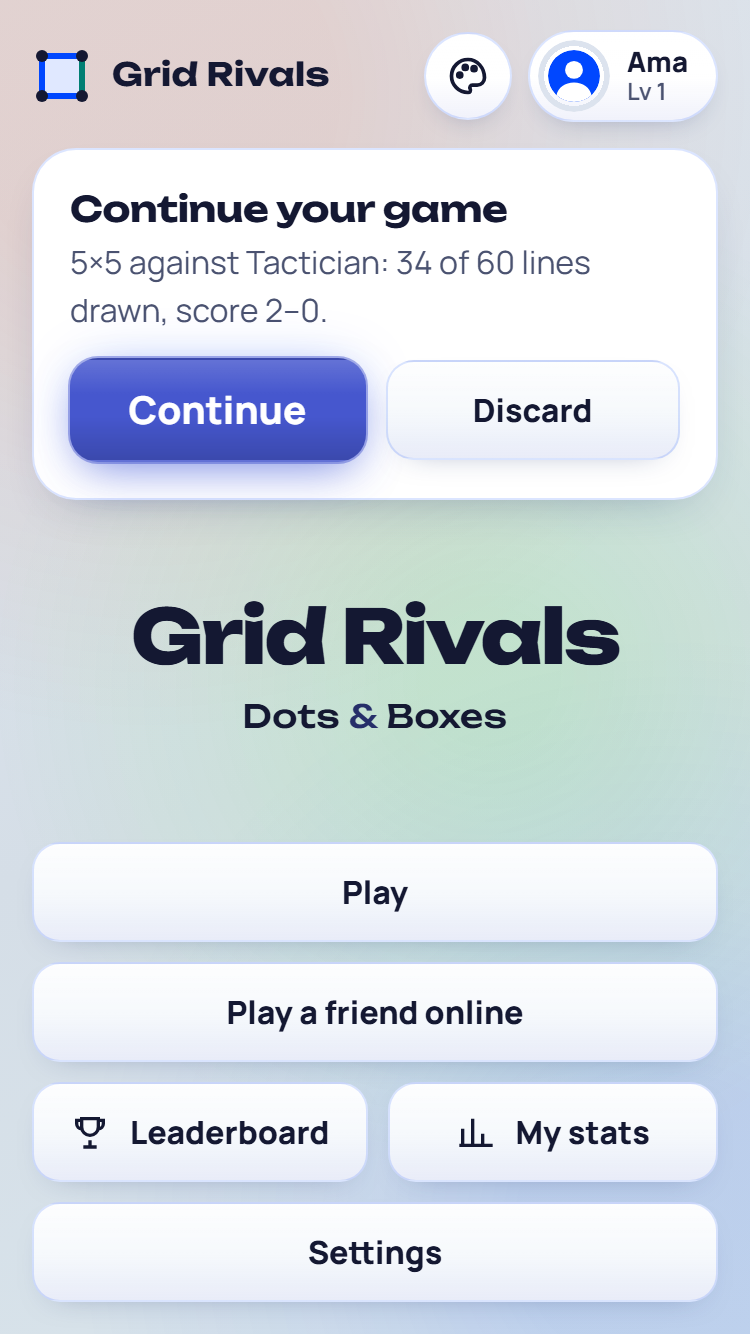 Grid Rivals
Ama
Lv 1
Continue your game
5×5 against Tactician: 34 of 60 lines
drawn, score 2–0.
Continue
Discard
Grid Rivals
Dots & Boxes
Play
Play a friend online
Leaderboard
My stats
Settings